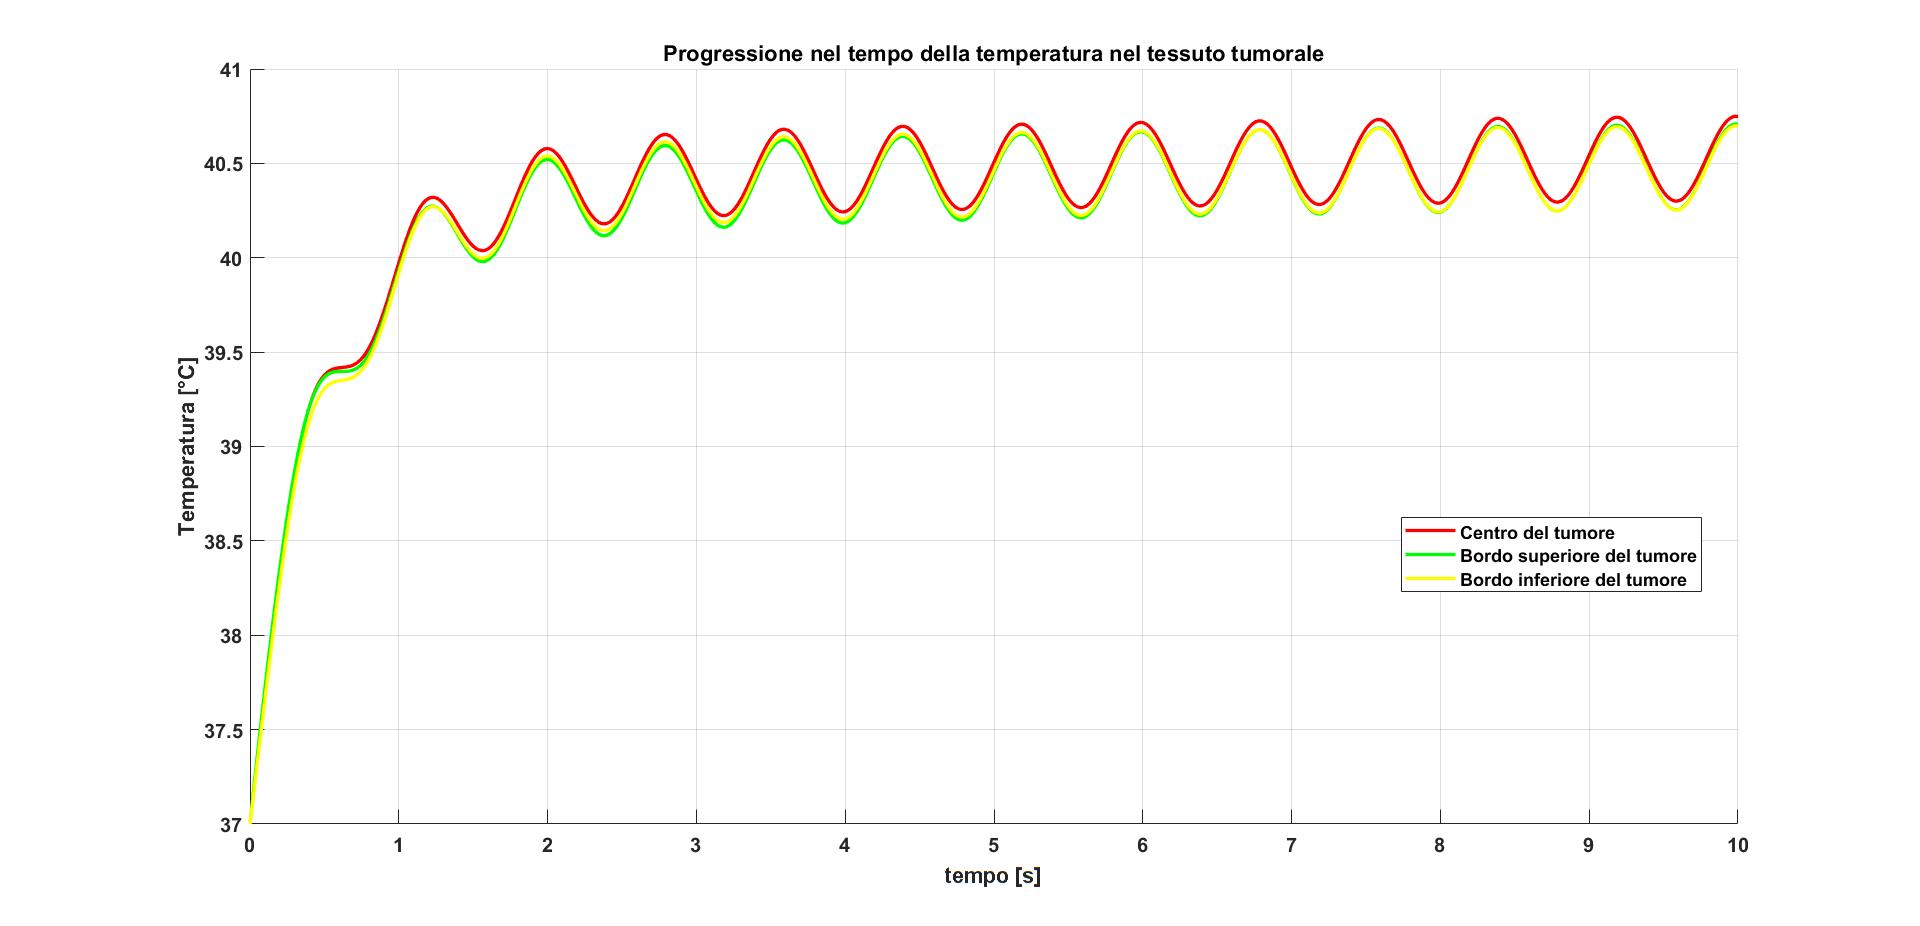 Progressione nel tempo della temperatura nel tessuto tumorale
41
40.5
40
39.5
39
38.5
38
37.5
37
Temperatura [°C]
0 1 2 3 4 5 6 7 8 9 10
tempo [s]
Centro del tumore
Bordo superiore del tumore
Bordo inferiore del tumore